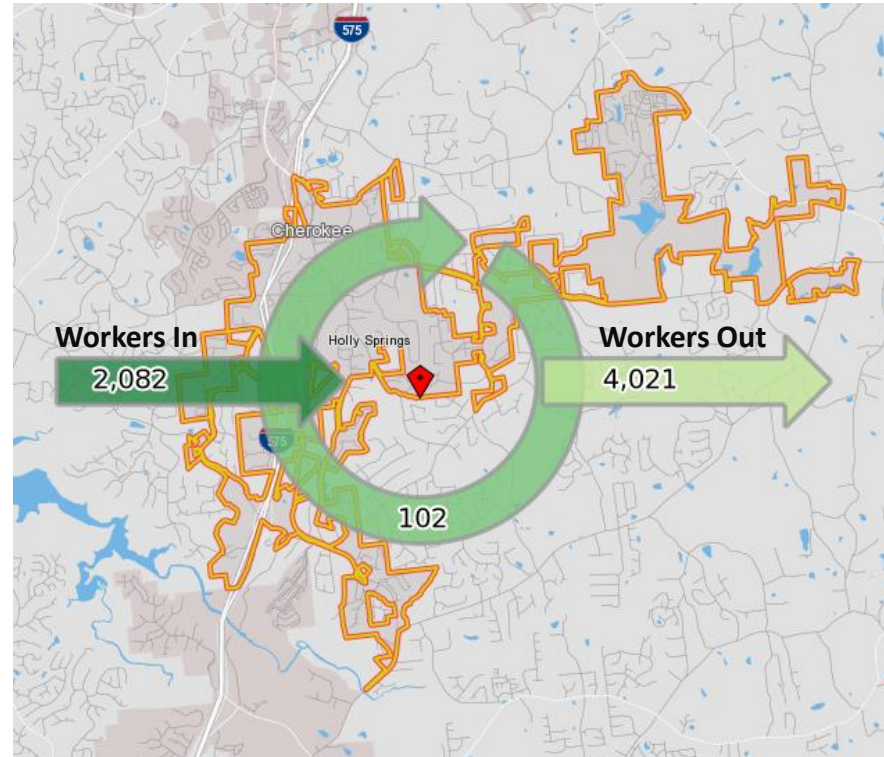 575
Cherokee
Holly Springs
Workers In
Workers Out
2,082
4,021
575
102